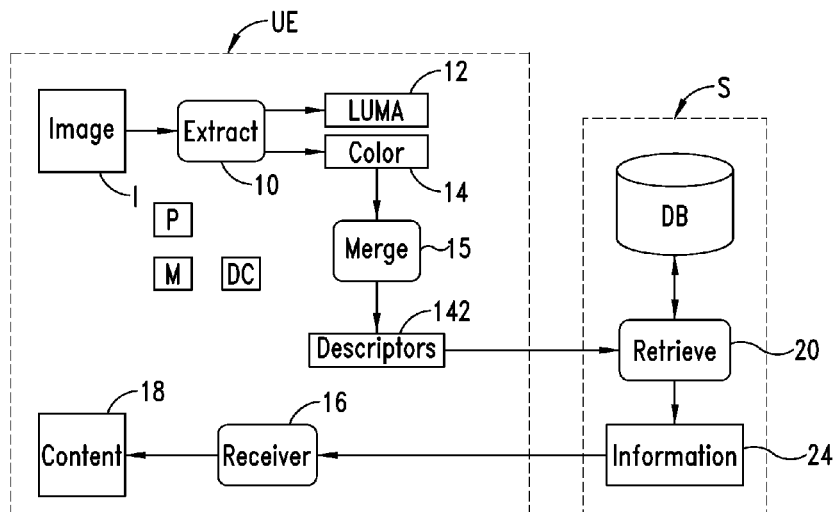 UE
S
12
LUMA
Image
Extract
Color
I
10
14
P
DB
Merge
15
M
DC
142
Descriptors
Retrieve
20
18
16
Content
Receiver
Information
24